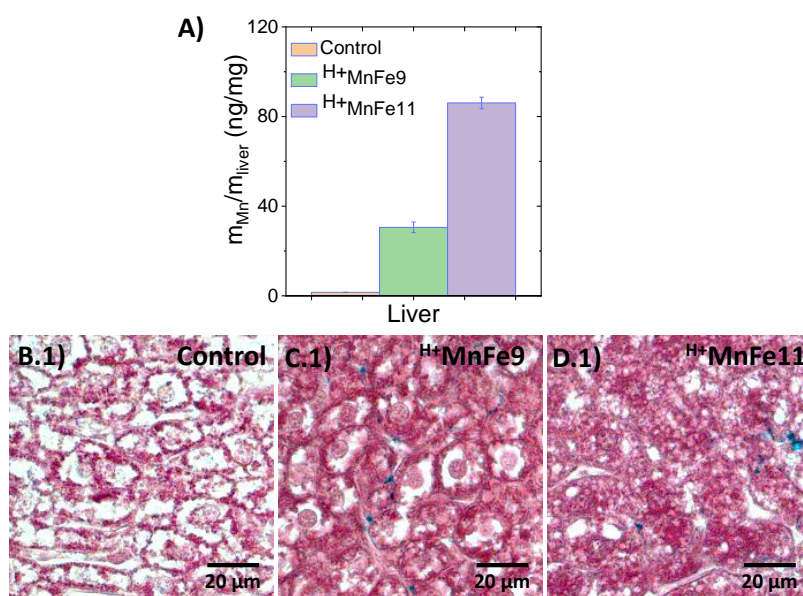 A)
120
80
40
0
m_Mn/m_liver (ng/mg)
Control
H+MnFe9
H+MnFe11
Liver
B.1) Control
20 µm
C.1) H+MnFe9
20 µm
D.1) H+MnFe11
20 µm